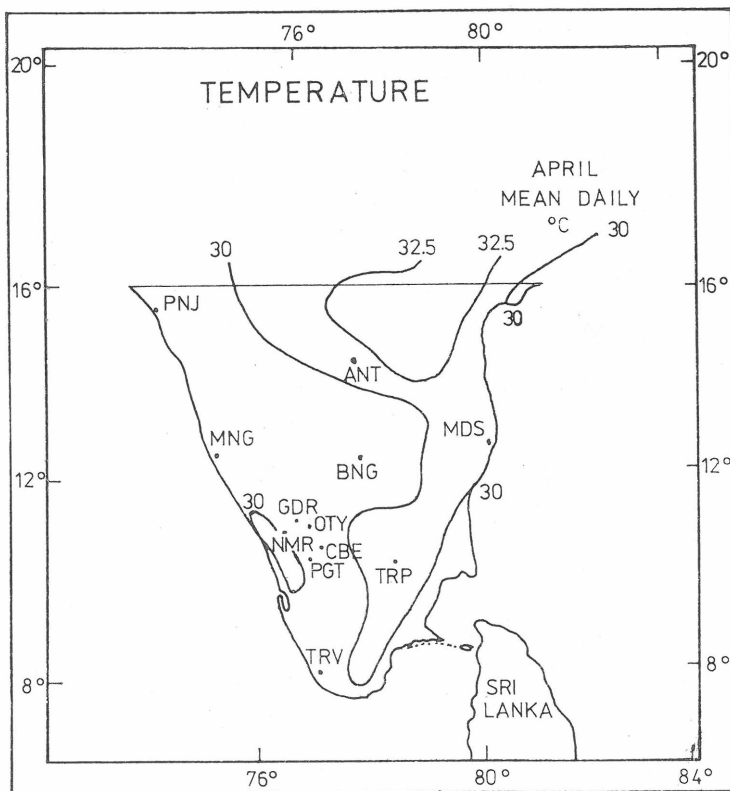 76° 80°
20° 20°
TEMPERATURE
APRIL
MEAN DAILY
°C
30 32.5 32.5 30
16° 16°
PNJ
30
ANT
MNG
BNG
MDS
12° 12°
30
30
GDR
OTY
NMR
CBE
PGT
TRP
TRV
8° 8°
SRI
LANKA
76° 80° 84°